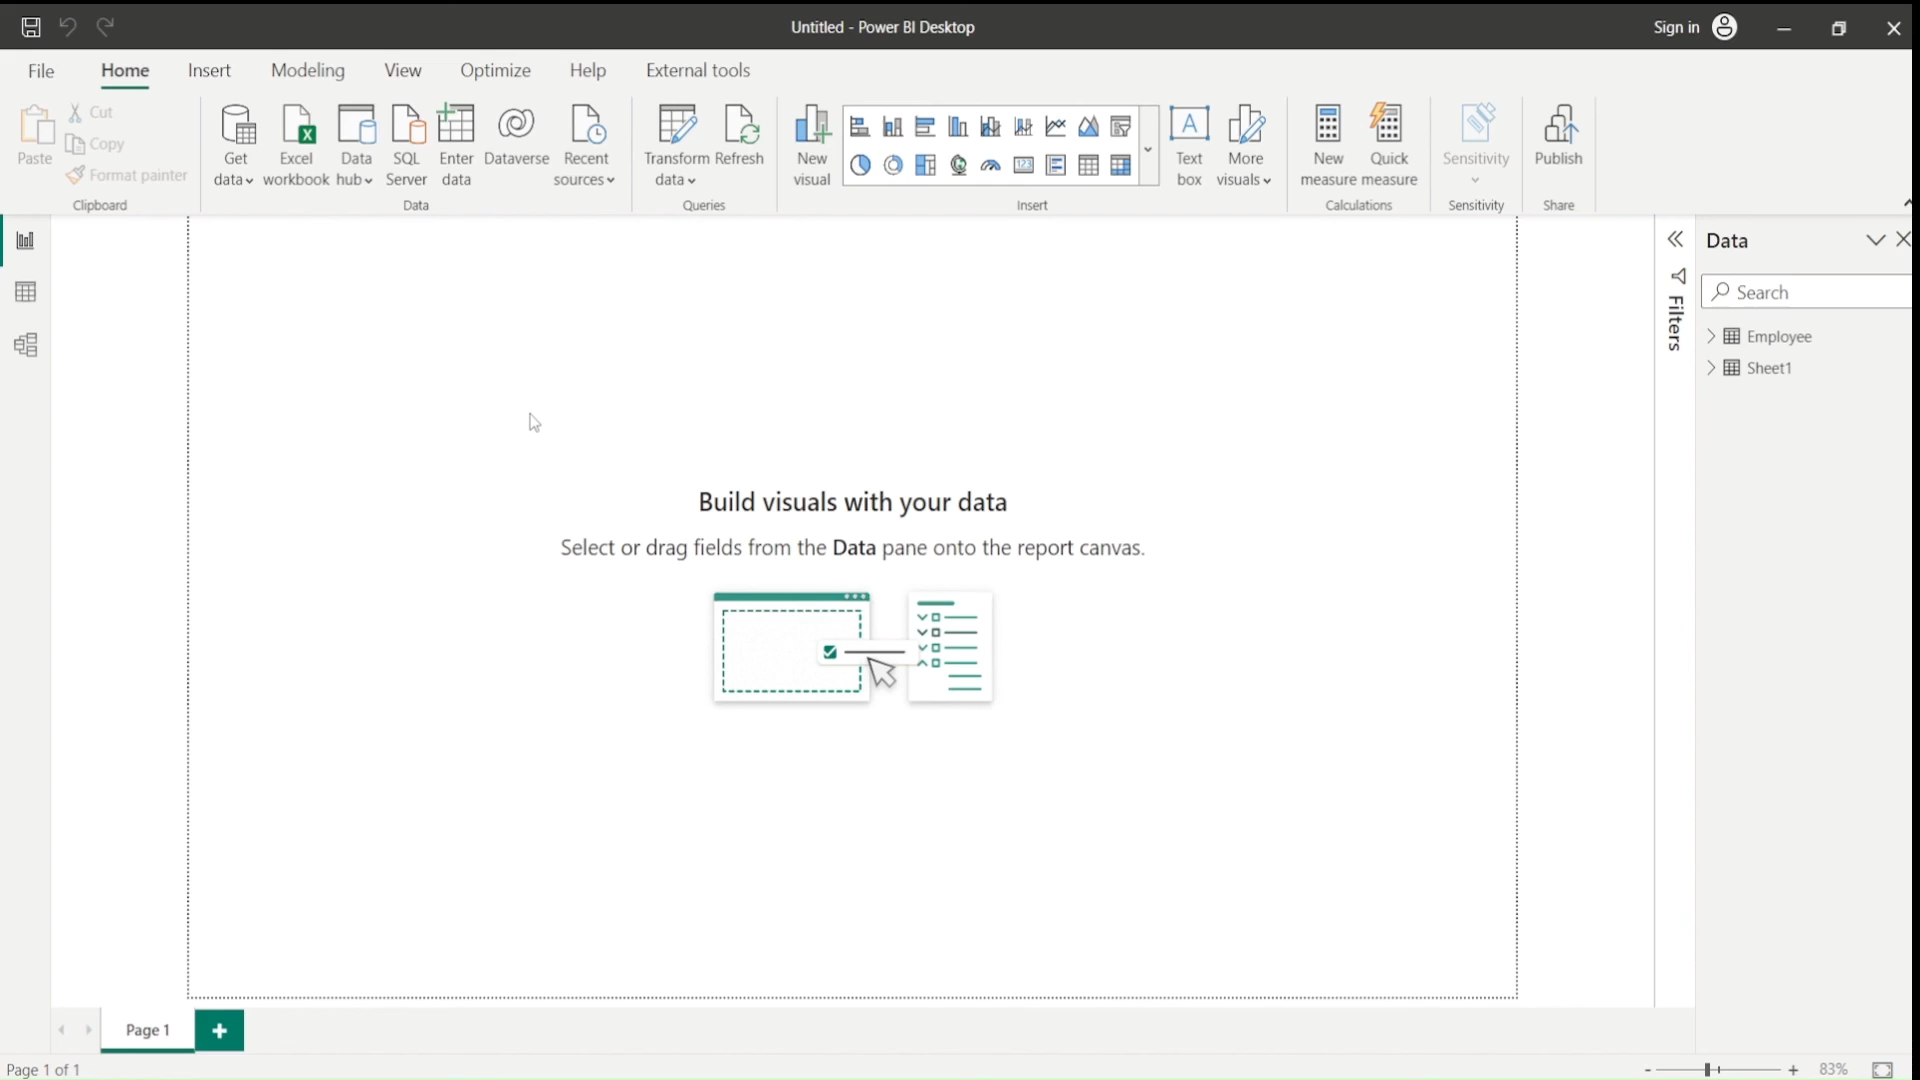 Untitled - Power BI Desktop
Sign in
File Home Insert Modeling View Optimize Help External tools
Paste
Cut
Copy
Format painter
Clipboard
Get data
Excel workbook
Data hub
SQL Server
Enter data
Dataverse
Recent sources
Data
Transform data
Refresh
Queries
New visual
123
A
Text box
More visuals
Insert
New measure
Quick measure
Calculations
Sensitivity
Sensitivity
Publish
Share
Build visuals with your data
Select or drag fields from the Data pane onto the report canvas.
Filters
Data
Search
Employee
Sheet1
Page 1
+
Page 1 of 1
- + 83%